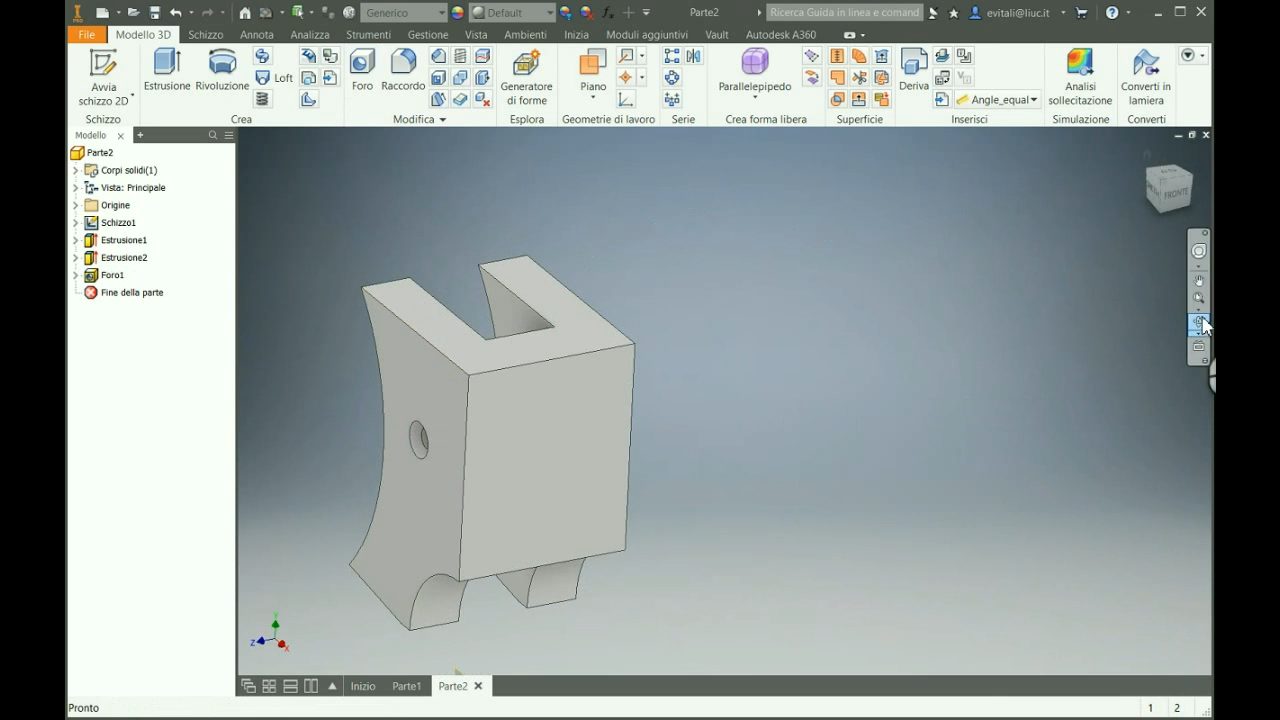 PRO Generico Default Parte2 Ricerca Guida in linea e command evitali@liuc.it
File Modello 3D Schizzo Annota Analizza Strumenti Gestione Vista Ambienti Inizia Moduli aggiuntivi Vault Autodesk A360
Avvia schizzo 2D
Estrusione Rivoluzione Loft
Foro Raccordo
Generatore di forme
Piano
Parallelepipedo
Deriva Angle_equal
Analisi sollecitazione
Converti in lamiera
Schizzo Crea Modifica Esplora Geometrie di lavoro Serie Crea forma libera Superficie Inserisci Simulazione Converti
Modello
Parte2
Corpi solidi(1)
Vista: Principale
Origine
Schizzo1
Estrusione1
Estrusione2
Foro1
Fine della parte
FRONTE
Y
Z
X
Inizio Parte1 Parte2
Pronto
1 2